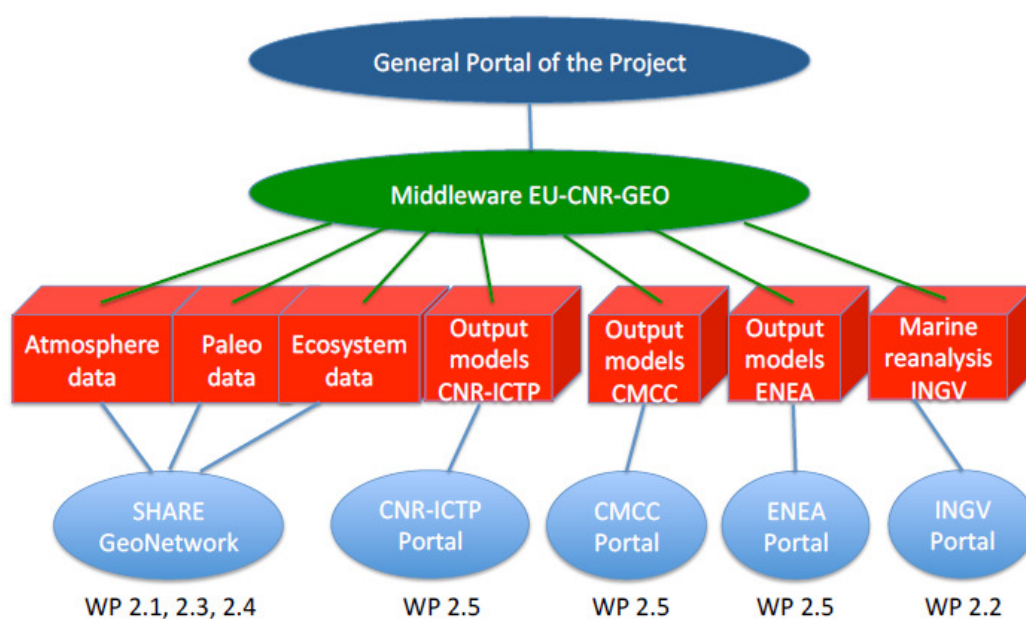 General Portal of the Project
Middleware EU-CNR-GEO
Atmosphere
data
Paleo
data
Ecosystem
data
Output
models
CNR-ICTP
Output
models
CMCC
Output
models
ENEA
Marine
reanalysis
INGV
SHARE
GeoNetwork
CNR-ICTP
Portal
CMCC
Portal
ENEA
Portal
INGV
Portal
WP 2.1, 2.3, 2.4
WP 2.5
WP 2.5
WP 2.5
WP 2.2